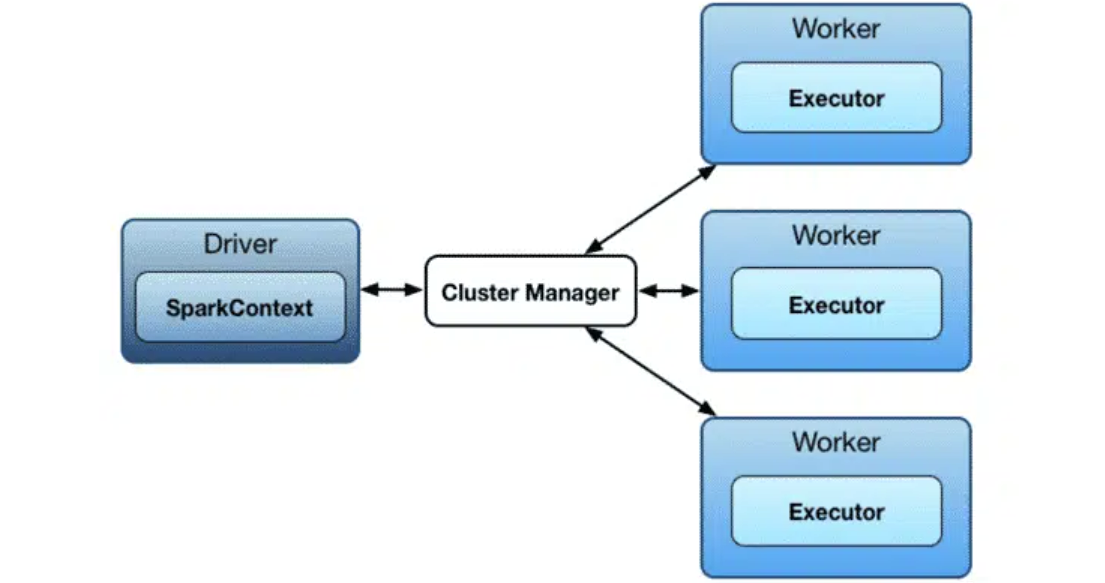 Driver
SparkContext
Cluster Manager
Worker
Executor
Worker
Executor
Worker
Executor